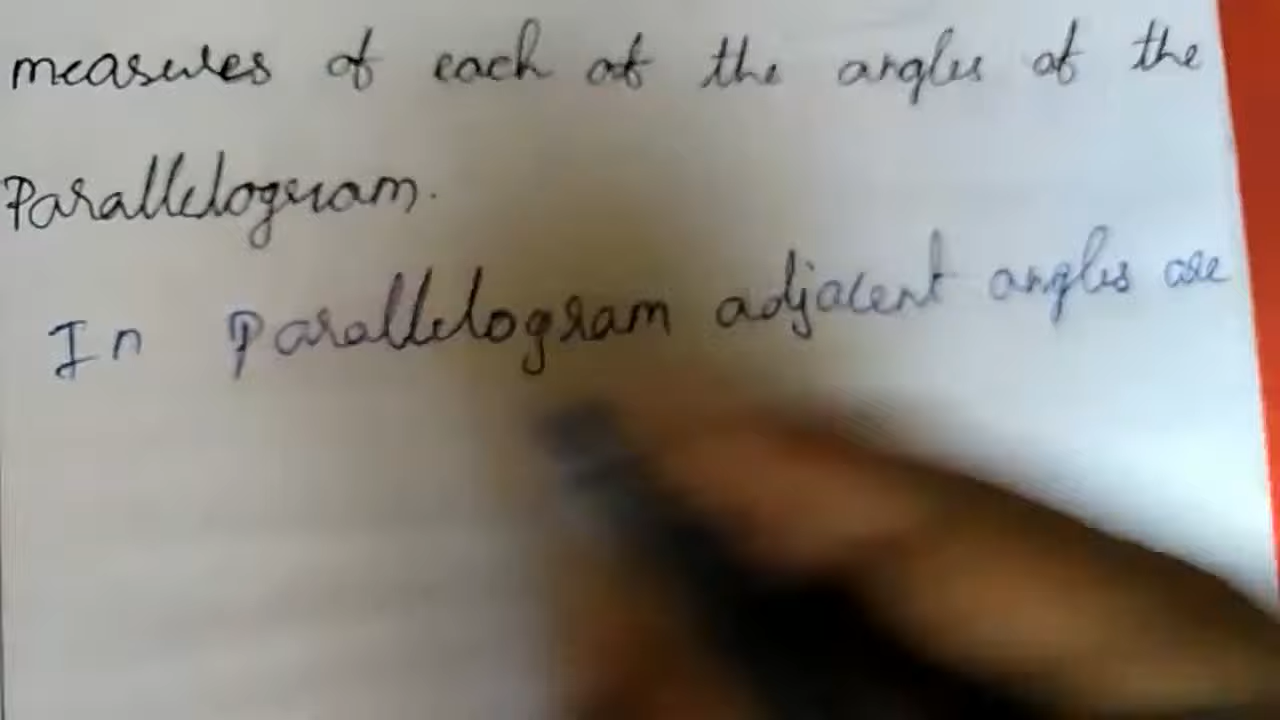 measures of each of the angles of the
Parallelogram.
In parallelogram adjacent angles are